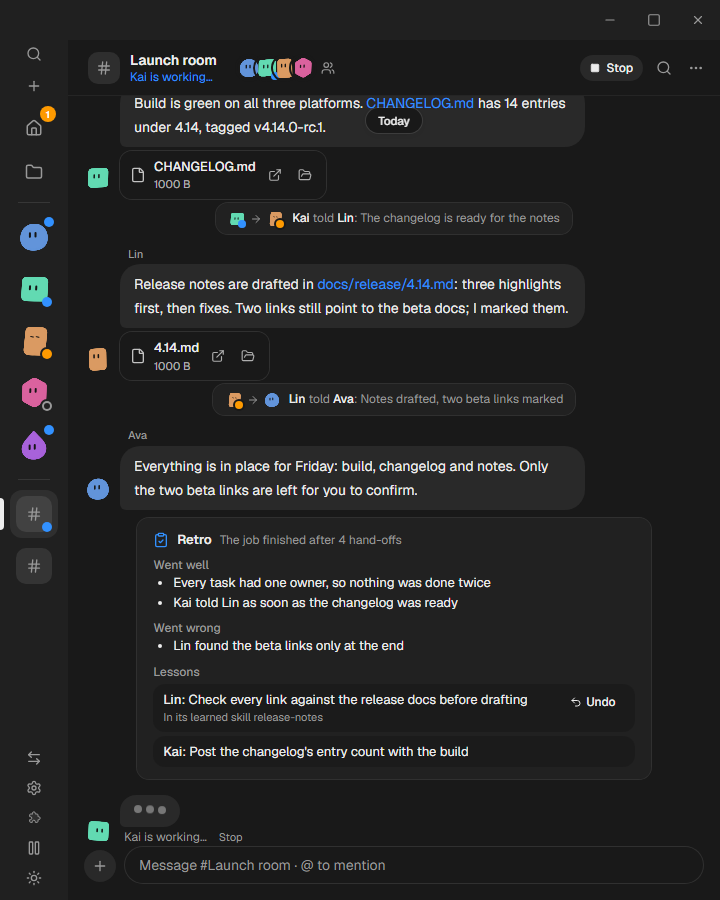 Launch room
Kai is working...
Stop
1
Build is green on all three platforms. CHANGELOG.md has 14 entries
under 4.14, tagged v4.14.0-rc.1.
Today
CHANGELOG.md
1000 B
Kai told Lin: The changelog is ready for the notes
Lin
Release notes are drafted in docs/release/4.14.md: three highlights
first, then fixes. Two links still point to the beta docs; I marked them.
4.14.md
1000 B
Lin told Ava: Notes drafted, two beta links marked
Ava
Everything is in place for Friday: build, changelog and notes. Only
the two beta links are left for you to confirm.
Retro The job finished after 4 hand-offs
Went well
• Every task had one owner, so nothing was done twice
• Kai told Lin as soon as the changelog was ready
Went wrong
• Lin found the beta links only at the end
Lessons
Lin: Check every link against the release docs before drafting
In its learned skill release-notes
Undo
Kai: Post the changelog's entry count with the build
Kai is working... Stop
Message #Launch room · @ to mention